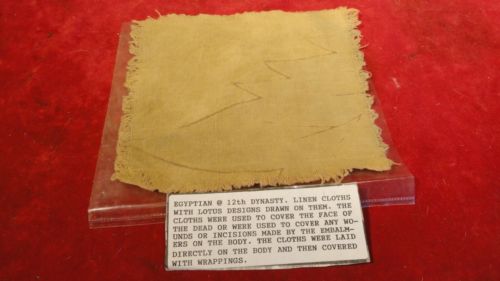 EGYPTIAN @ 12th DYNASTY. LINEN CLOTHS
WITH LOTUS DESIGNS DRAWN ON THEM. THE
CLOTHS WERE USED TO COVER THE FACE OF
THE DEAD OR WERE USED TO COVER ANY WO-
UNDS OR INCISIONS MADE BY THE EMBALM-
ERS ON THE BODY. THE CLOTHS WERE LAID
DIRECTLY ON THE BODY AND THEN COVERED
WITH WRAPPINGS.